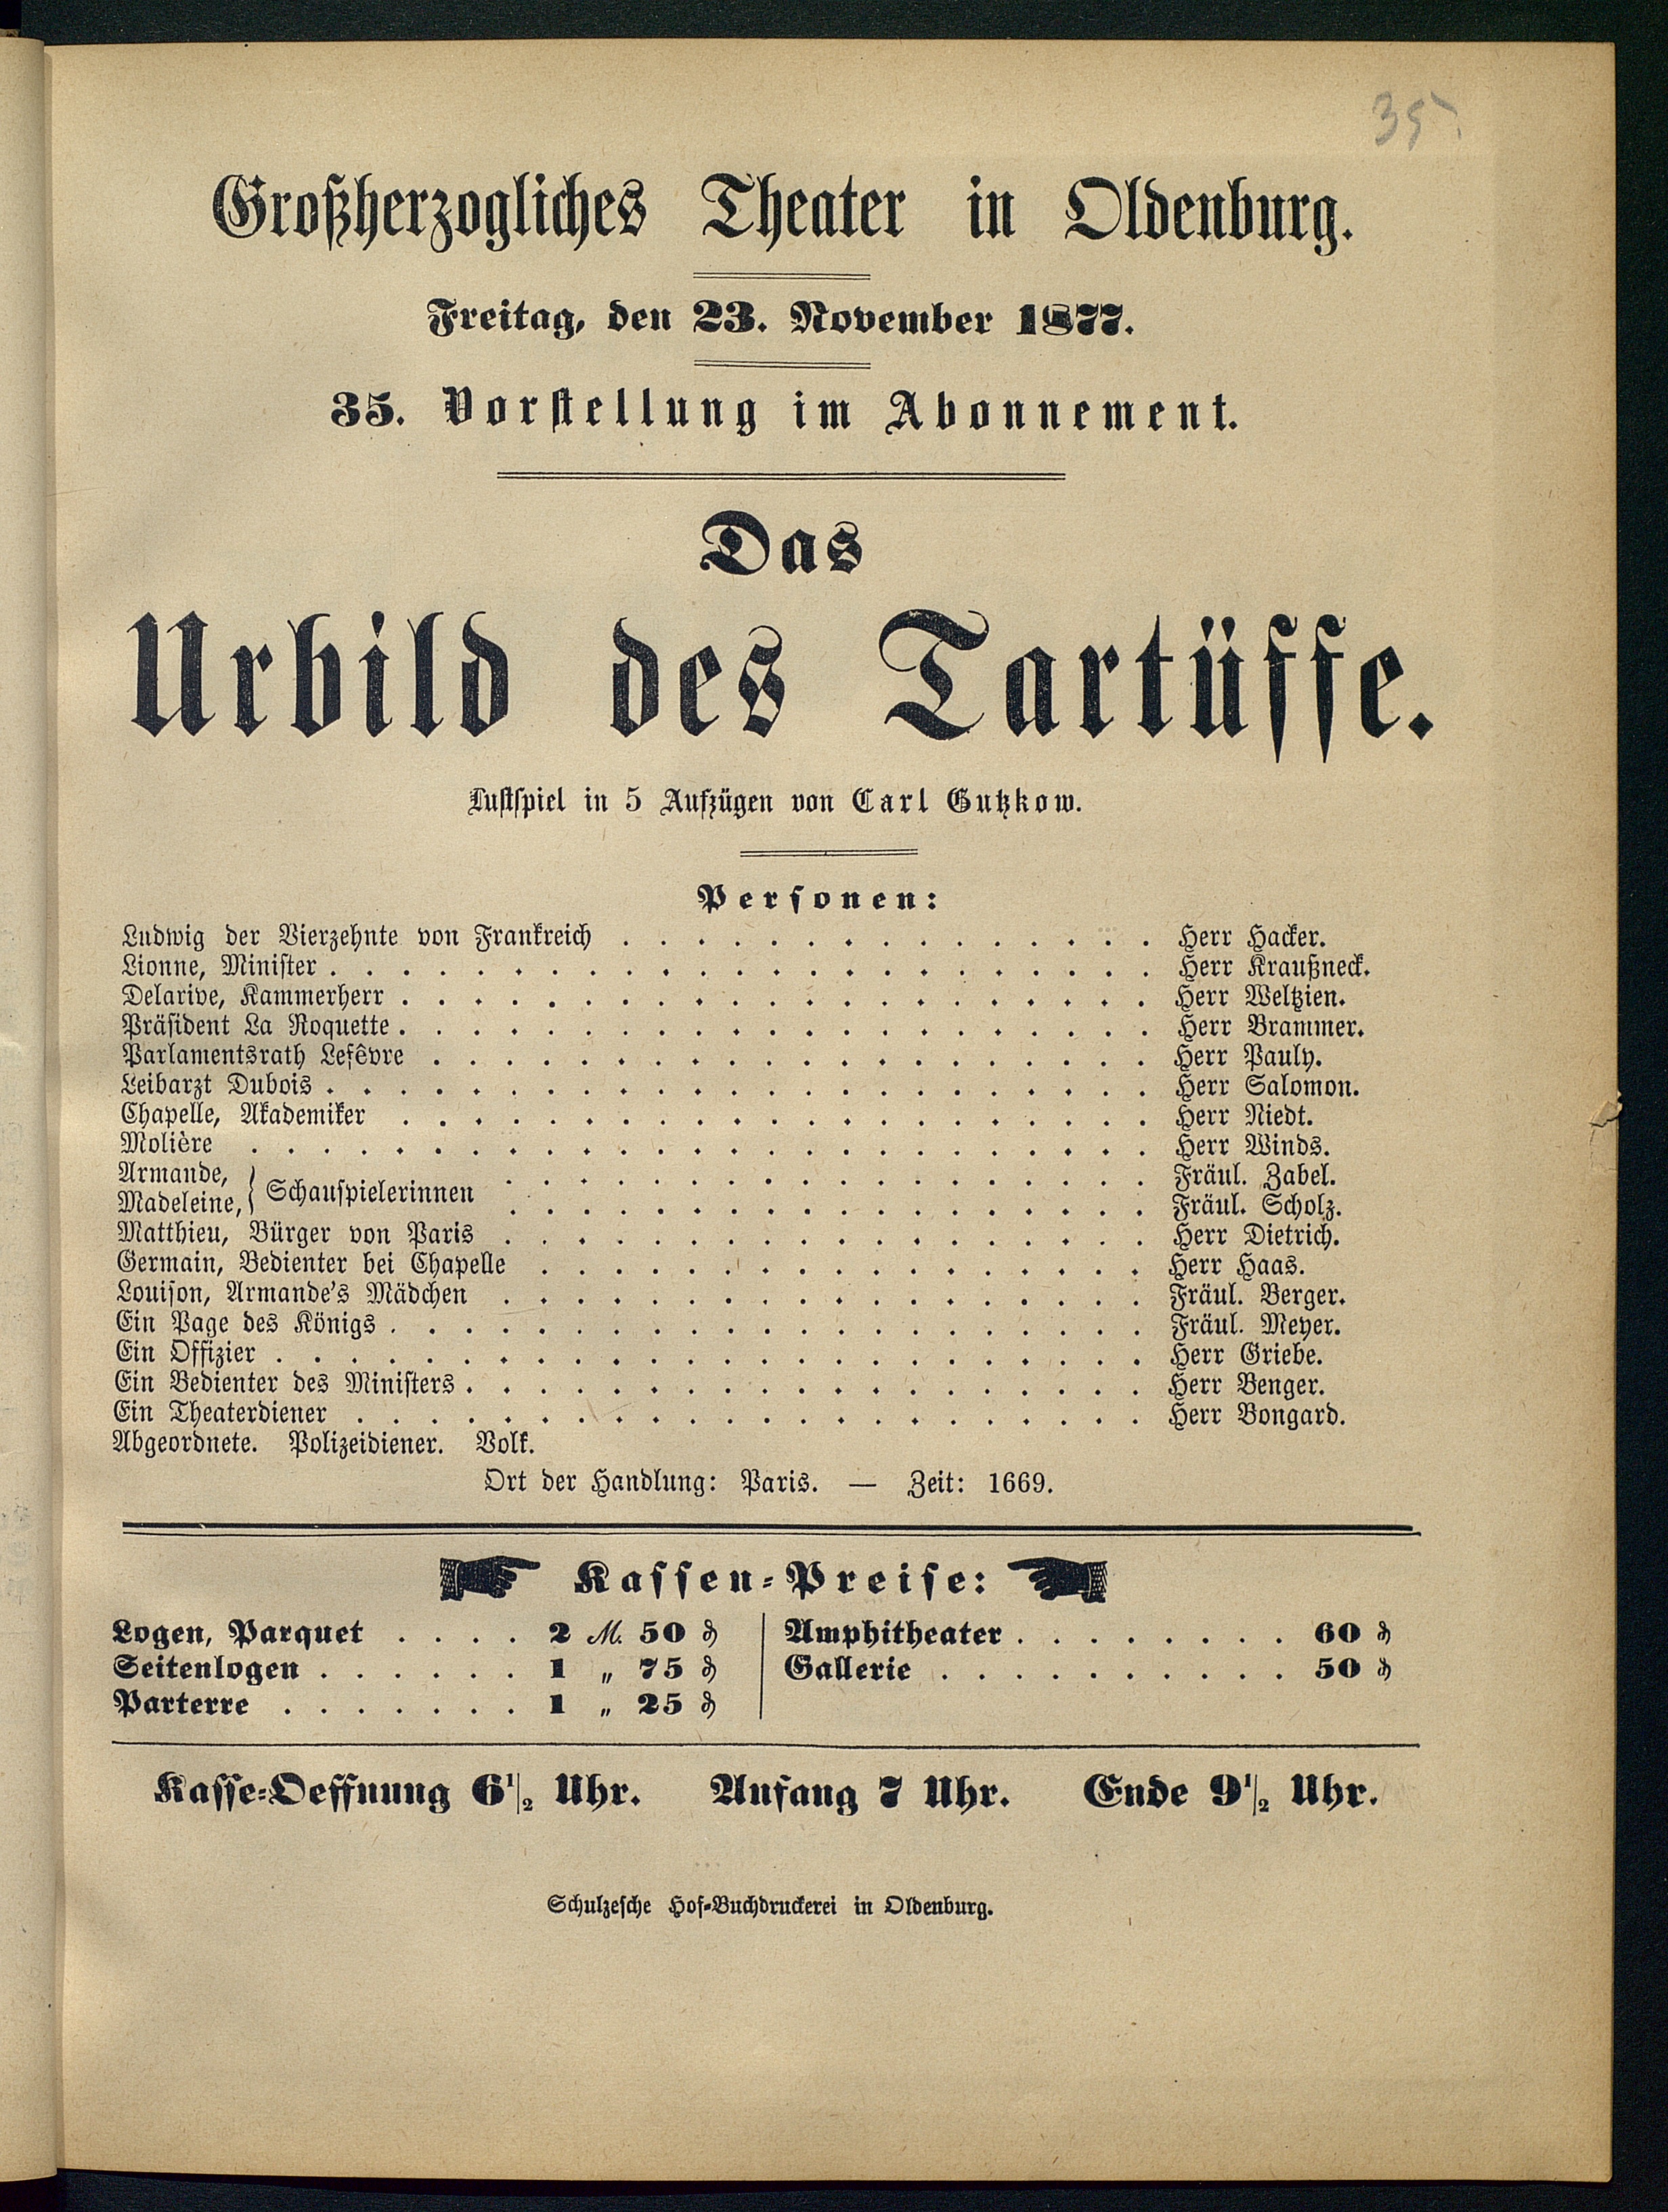 35.
Großherzogliches Theater in Oldenburg.
Freitag, den 23. November 1877.
35. Vorstellung im Abonnement.
Das
Urbild des Tartüffe.
Lustspiel in 5 Aufzügen von Carl Gutzkow.
Personen:
Ludwig der Vierzehnte von Frankreich . . . . . . . . . . . . . . . Herr Hacker.
Lionne, Minister . . . . . . . . . . . . . . . . . . . . . . . Herr Kraußneck.
Delarive, Kammerherr . . . . . . . . . . . . . . . . . . . . . Herr Weltzien.
Präsident La Roquette . . . . . . . . . . . . . . . . . . . . . Herr Brammer.
Parlamentsrath Lefêvre . . . . . . . . . . . . . . . . . . . . Herr Pauly.
Leibarzt Dubois . . . . . . . . . . . . . . . . . . . . . . . Herr Salomon.
Chapelle, Akademiker . . . . . . . . . . . . . . . . . . . . . Herr Niedt.
Molière . . . . . . . . . . . . . . . . . . . . . . . . . Herr Winds.
Armande, } Schauspielerinnen . . . . . . . . . . . . . . . . . . Fräul. Zabel.
Madeleine, } . . . . . . . . . . . . . . . . . . Fräul. Scholz.
Matthieu, Bürger von Paris . . . . . . . . . . . . . . . . . . Herr Dietrich.
Germain, Bedienter bei Chapelle . . . . . . . . . . . . . . . . . Herr Haas.
Louison, Armande's Mädchen . . . . . . . . . . . . . . . . . . Fräul. Berger.
Ein Page des Königs . . . . . . . . . . . . . . . . . . . . . Fräul. Meyer.
Ein Offizier . . . . . . . . . . . . . . . . . . . . . . . . Herr Griebe.
Ein Bedienter des Ministers . . . . . . . . . . . . . . . . . . . Herr Benger.
Ein Theaterdiener . . . . . . . . . . . . . . . . . . . . . . Herr Bongard.
Abgeordnete. Polizeidiener. Volk.
Ort der Handlung: Paris. — Zeit: 1669.
Kassen-Preise:
Logen, Parquet . . . . 2 M. 50 ₰
Seitenlogen . . . . . . 1 „ 75 ₰
Parterre . . . . . . . 1 „ 25 ₰
Amphitheater . . . . . . . . 60 ₰
Gallerie . . . . . . . . . . 50 ₰
Kasse-Oeffnung 6 1/2 Uhr. Anfang 7 Uhr. Ende 9 1/2 Uhr.
Schulzesche Hof-Buchdruckerei in Oldenburg.